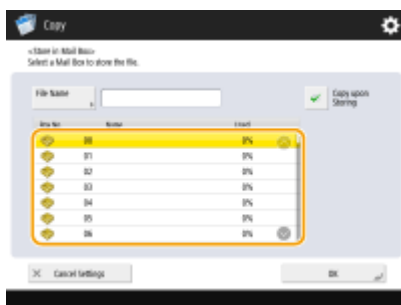 Copy
<Store in Mail Box>
Select a Mail Box to store the file.
File Name
Copy upon
Storing
Box No. Name Used
00 0%
01 0%
02 0%
03 0%
04 0%
05 0%
06 0%
Cancel Settings OK